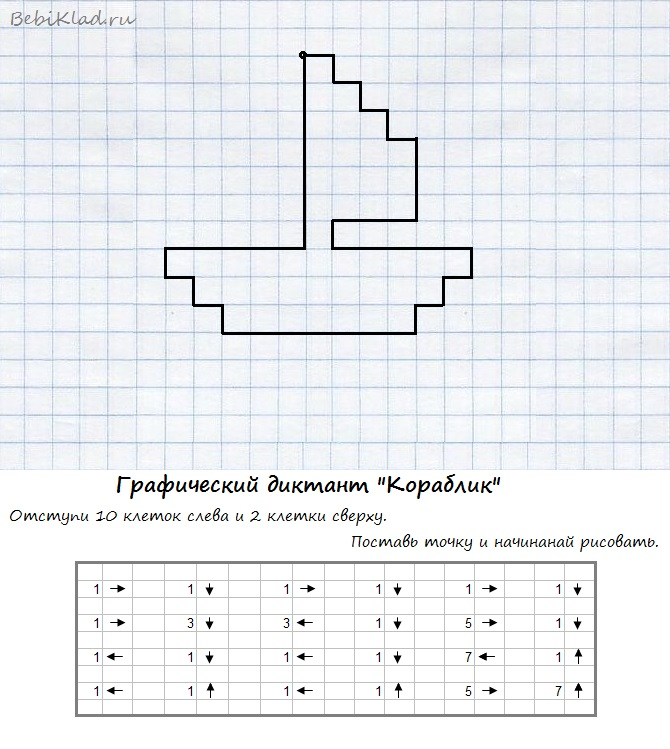 BebiKlad.ru
Графический диктант "Кораблик"
Отступи 10 клеток слева и 2 клетки сверху.
Поставь точку и начинанай рисовать.
1 → 1 ↓ 1 → 1 ↓ 1 → 1 ↓
1 → 3 ↓ 3 ← 1 ↓ 5 → 1 ↓
1 ← 1 ↓ 1 ← 1 ↓ 7 ← 1 ↑
1 ← 1 ↑ 1 ← 1 ↑ 5 → 7 ↑